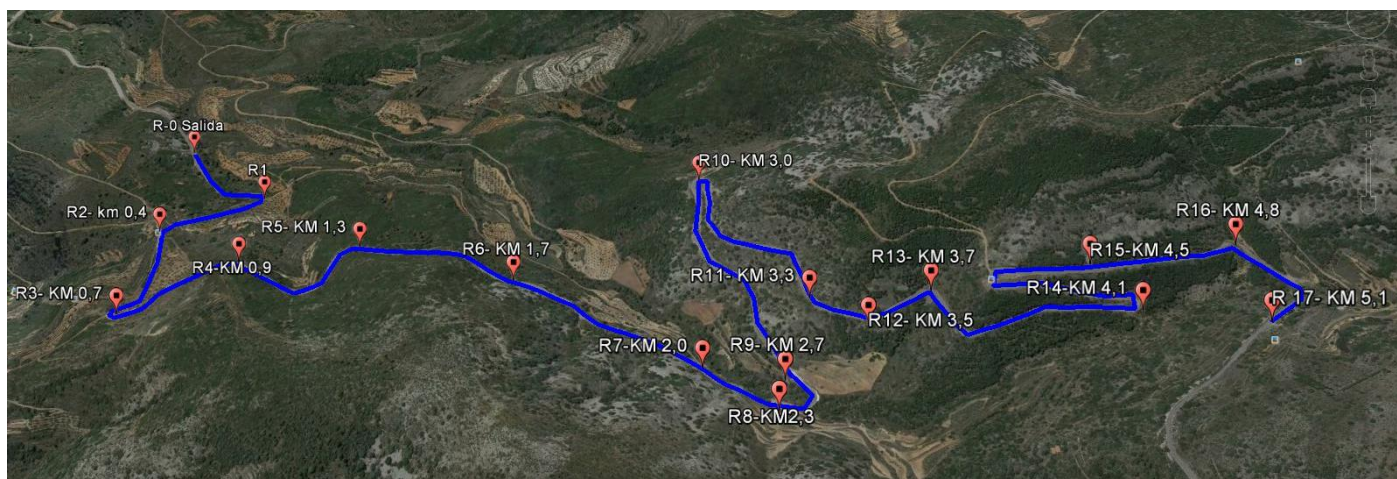 R-0 Salida
R1
R2- km 0,4
R3- KM 0,7
R4-KM 0,9
R5- KM 1,3
R6- KM 1,7
R7-KM 2,0
R8-KM2,3
R9- KM 2,7
R10- KM 3,0
R11- KM 3,3
R12- KM 3,5
R13- KM 3,7
R14-KM 4,1
R15-KM 4,5
R16- KM 4,8
R 17- KM 5,1